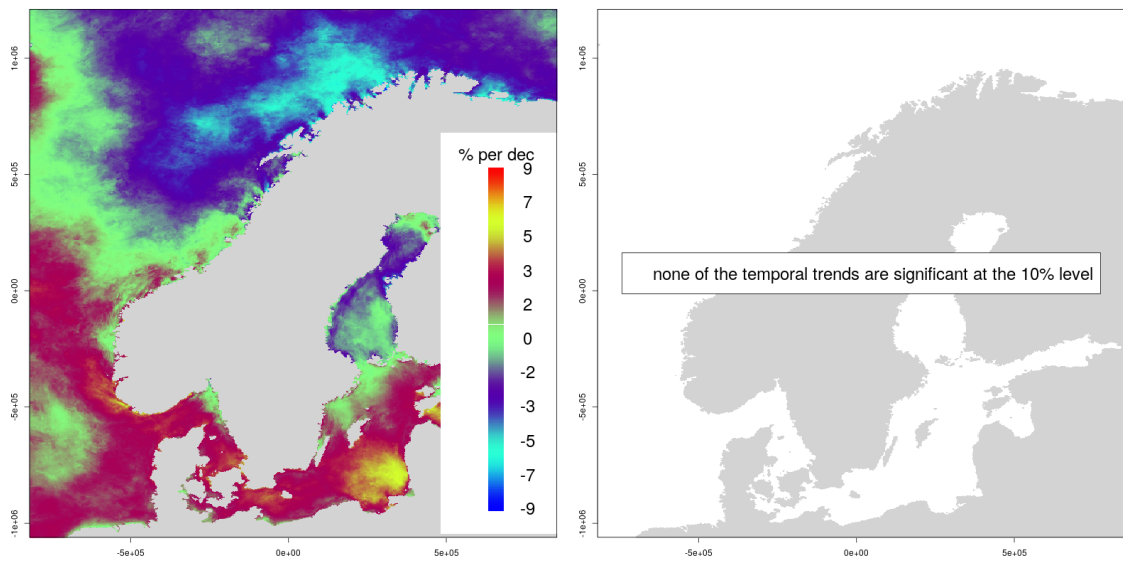 1e+06
5e+05
0e+00
-5e+05
-1e+06
-5e+05
0e+00
5e+05
% per dec
9
7
5
3
2
0
-2
-3
-5
-7
-9
1e+06
5e+05
0e+00
-5e+05
-1e+06
-5e+05
0e+00
5e+05
none of the temporal trends are significant at the 10% level